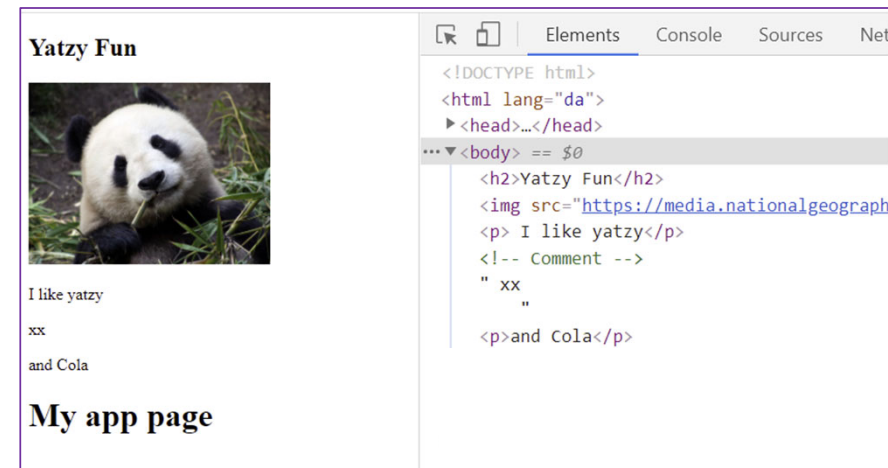 Yatzy Fun
I like yatzy
xx
and Cola
My app page
Elements Console Sources Net
<!DOCTYPE html>
<html lang="da">
<head>…</head>
<body> == $0
<h2>Yatzy Fun</h2>
<img src="https://media.nationalgeograph
<p> I like yatzy</p>
<!-- Comment -->
" xx
"
<p>and Cola</p>